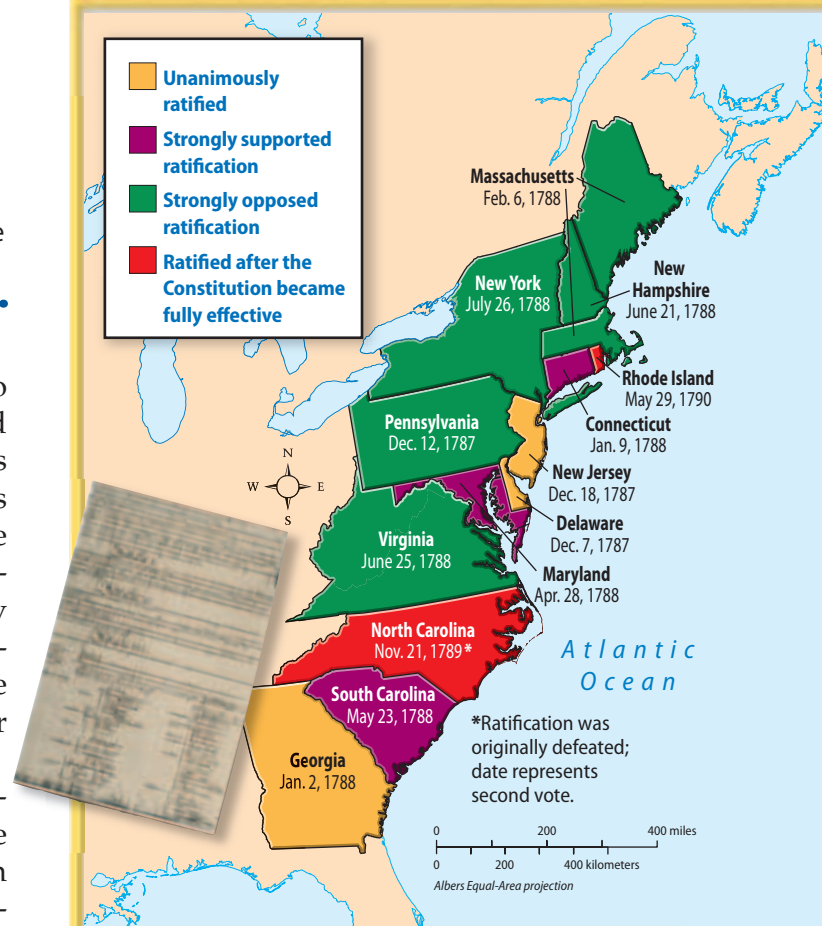 Unanimously
ratified
Strongly supported
ratification
Strongly opposed
ratification
Ratified after the
Constitution became
fully effective
Massachusetts
Feb. 6, 1788
New York
July 26, 1788
New
Hampshire
June 21, 1788
Rhode Island
May 29, 1790
Connecticut
Jan. 9, 1788
Pennsylvania
Dec. 12, 1787
New Jersey
Dec. 18, 1787
Delaware
Dec. 7, 1787
N
W
E
S
Virginia
June 25, 1788
Maryland
Apr. 28, 1788
North Carolina
Nov. 21, 1789*
Atlantic
Ocean
South Carolina
May 23, 1788
*Ratification was
originally defeated;
date represents
second vote.
Georgia
Jan. 2, 1788
0 200 400 miles
0 200 400 kilometers
Albers Equal-Area projection